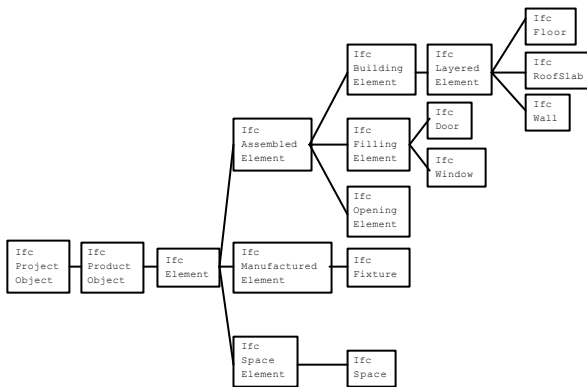 Ifc
Floor
Ifc
Building
Element
Ifc
Layered
Element
Ifc
RoofSlab
Ifc
Wall
Ifc
Assembled
Element
Ifc
Filling
Element
Ifc
Door
Ifc
Window
Ifc
Opening
Element
Ifc
Project
Object
Ifc
Product
Object
Ifc
Element
Ifc
Manufactured
Element
Ifc
Fixture
Ifc
Space
Element
Ifc
Space